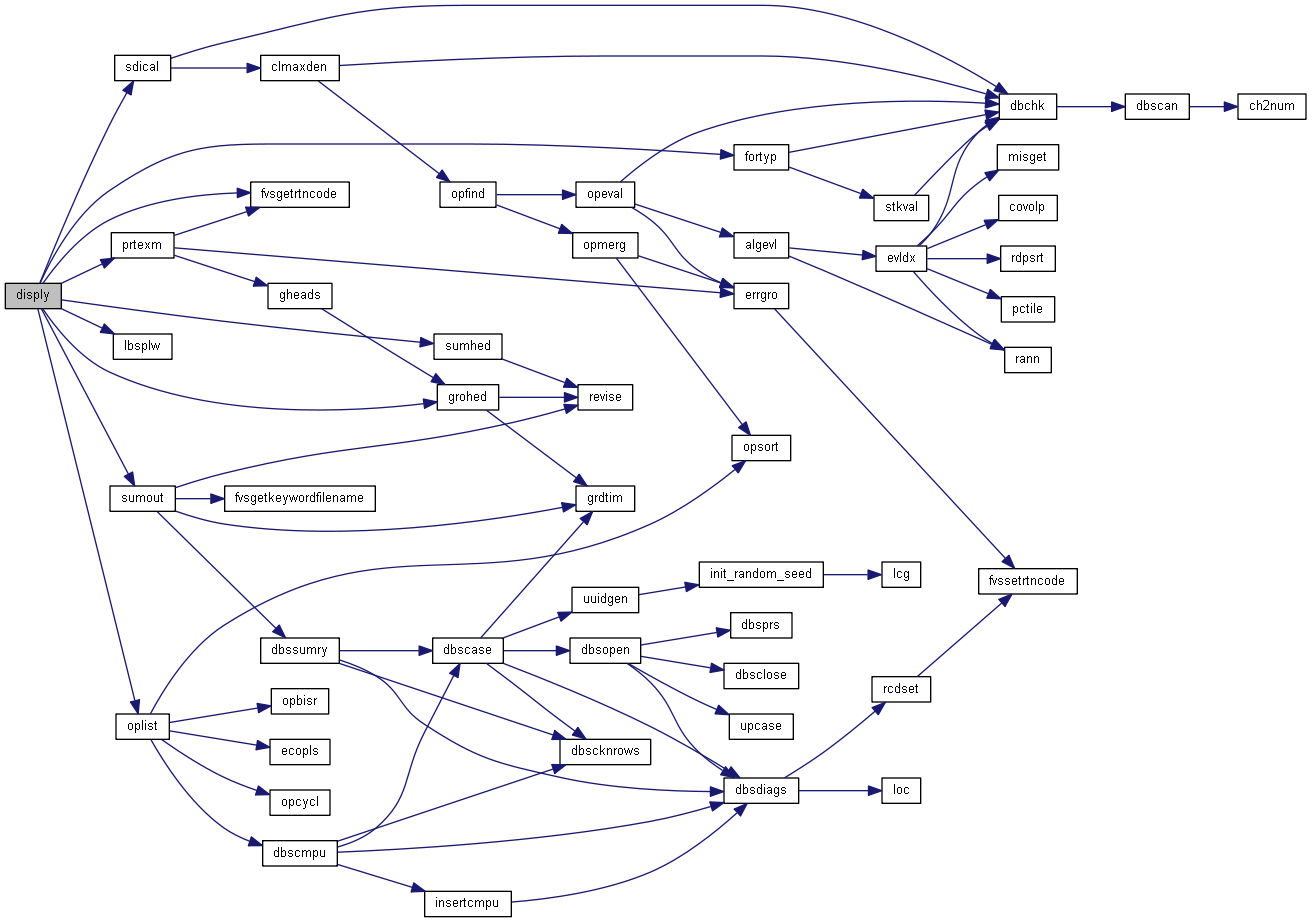 sdical
clmaxden
dbchk
dbscan
ch2num
fortyp
misget
fvsgetrtncode
opfind
opeval
stkval
covolp
prtexm
opmerg
algevl
evldx
rdpsrt
disply
gheads
errgro
pctile
lbsplw
sumhed
rann
grohed
revise
opsort
sumout
fvsgetkeywordfilename
grdtim
init_random_seed
lcg
fvssetrtncode
uuidgen
dbsprs
dbssumry
dbscase
dbsopen
dbsclose
rcdset
opbisr
oplist
upcase
ecopls
dbscknrows
opcycl
dbsdiags
loc
dbscmpu
insertcmpu